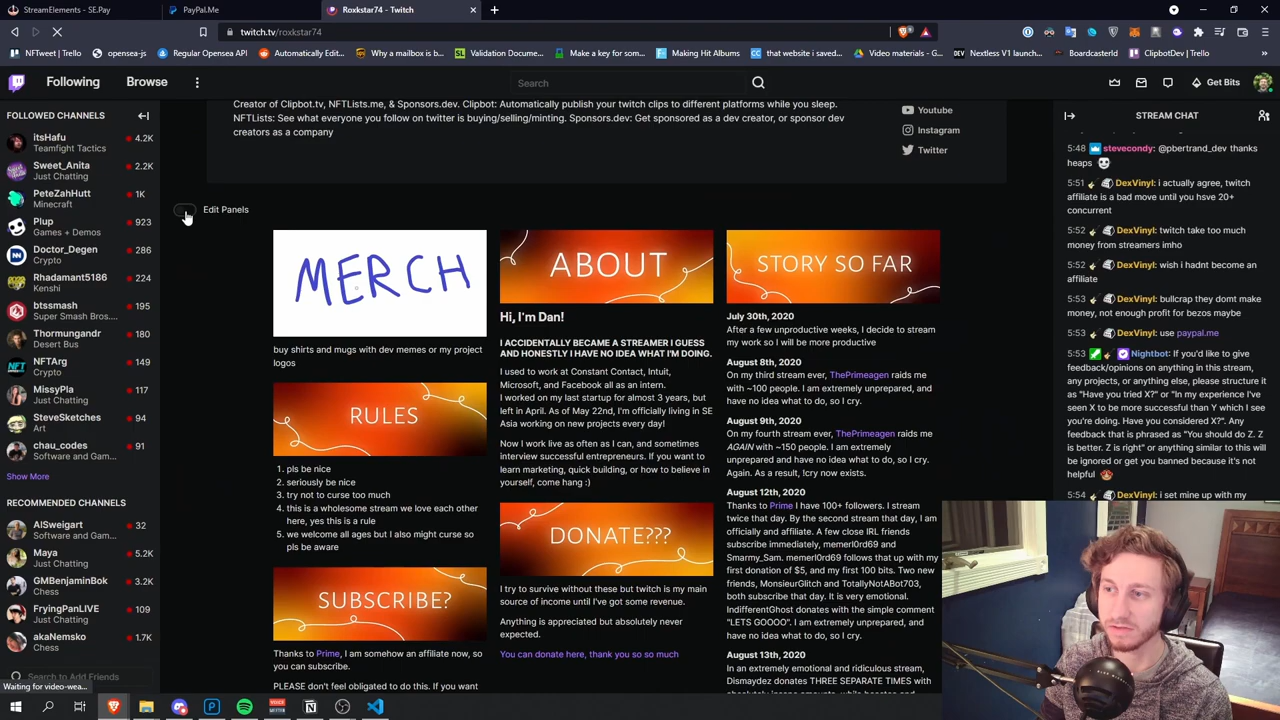 StreamElements - SE.Pay
PayPal.Me
Roxkstar74 - Twitch
twitch.tv/roxkstar74
NFTweet | Trello
opensea-js
Regular Opensea API
Automatically Edit...
Why a mailbox is b...
Validation Docume...
Make a key for som...
Making Hit Albums
that website i saved...
Video materials - G...
Nextless V1 launch...
BoardcasterId
ClipbotDev | Trello
Following
Browse
Search
Get Bits
FOLLOWED CHANNELS
itsHafu
4.2K
Teamfight Tactics
Sweet_Anita
2.2K
Just Chatting
PeteZahHutt
1K
Minecraft
Plup
923
Games + Demos
Doctor_Degen
286
Crypto
Rhadamant5186
224
Kenshi
btssmash
195
Super Smash Bros....
Thormungandr
180
Desert Bus
NFTArg
149
Crypto
MissyPla
117
Just Chatting
SteveSketches
94
Art
chau_codes
91
Software and Gam...
Show More
RECOMMENDED CHANNELS
AlSweigart
32
Software and Gam...
Maya
5.2K
Just Chatting
GMBenjaminBok
3.2K
Chess
FryingPanLIVE
109
Chess
akaNemsko
1.7K
Chess
Search to Add Friends
Waiting for video-wea...
Creator of Clipbot.tv, NFTLists.me, & Sponsors.dev. Clipbot: Automatically publish your twitch clips to different platforms while you sleep.
NFTLists: See what everyone you follow on twitter is buying/selling/minting. Sponsors.dev: Get sponsored as a dev creator, or sponsor dev
creators as a company
Youtube
Instagram
Twitter
Edit Panels
MERCH
buy shirts and mugs with dev memes or my project
logos
RULES
1. pls be nice
2. seriously be nice
3. try not to curse too much
4. this is a wholesome stream we love each other
here, yes this is a rule
5. we welcome all ages but I also might curse so
pls be aware
SUBSCRIBE?
Thanks to Prime, I am somehow an affiliate now, so
you can subscribe.
PLEASE don't feel obligated to do this. If you want
ABOUT
Hi, I'm Dan!
I ACCIDENTALLY BECAME A STREAMER I GUESS
AND HONESTLY I HAVE NO IDEA WHAT I'M DOING.
I used to work at Constant Contact, Intuit,
Microsoft, and Facebook all as an intern.
I worked on my last startup for almost 3 years, but
left in April. As of May 22nd, I'm officially living in SE
Asia working on new projects every day!
Now I work live as often as I can, and sometimes
interview successful entrepreneurs. If you want to
learn marketing, quick building, or how to believe in
yourself, come hang :)
DONATE???
I try to survive without these but twitch is my main
source of income until I've got some revenue.
Anything is appreciated but absolutely never
expected.
You can donate here, thank you so so much
STORY SO FAR
July 30th, 2020
After a few unproductive weeks, I decide to stream
my work so I will be more productive
August 8th, 2020
On my third stream ever, ThePrimeagen raids me
with ~100 people. I am extremely unprepared, and
have no idea what to do, so I cry.
August 9th, 2020
On my fourth stream ever, ThePrimeagen raids me
AGAIN with ~150 people. I am extremely
unprepared and have no idea what to do, so I cry.
Again. As a result, !cry now exists.
August 12th, 2020
Thanks to Prime I have 100+ followers. I stream
twice that day. By the second stream that day, I am
officially and affiliate. A few close IRL friends
subscribe immediately, memerl0rd69 and
Smarmy_Sam. memerl0rd69 follows that up with my
first donation of $5, and my first 100 bits. Two new
friends, MonsieurGlitch and TotallyNotABot703,
both subscribe that day. It is very emotional.
IndifferentGhost donates with the simple comment
"LETS GOOOO". I am extremely unprepared, and
have no idea what to do, so I cry.
August 13th, 2020
In an extremely emotional and ridiculous stream,
Dismaydez donates THREE SEPARATE TIMES with
STREAM CHAT
5:48 stevecondy: @pbertrand_dev thanks
heaps
5:51 DexVinyl: i actually agree, twitch
affiliate is a bad move until you hsve 20+
concurrent
5:52 DexVinyl: twitch take too much
money from streamers imho
5:52 DexVinyl: wish i hadnt become an
affiliate
5:53 DexVinyl: bullcrap they domt make
money, not enough profit for bezos maybe
5:53 DexVinyl: use paypal.me
5:53 Nightbot: If you'd like to give
feedback/opinions on anything in this stream,
any projects, or anything else, please structure it
as "Have you tried X?" or "In my experience I've
seen X to be more successful than Y which I see
you're doing. Have you considered X?". Any
feedback that is phrased as "You should do Z. Z
is better. Z is right" or anything similar to this will
be ignored or get you banned because it's not
helpful
5:54 DexVinyl: i set mine up with my